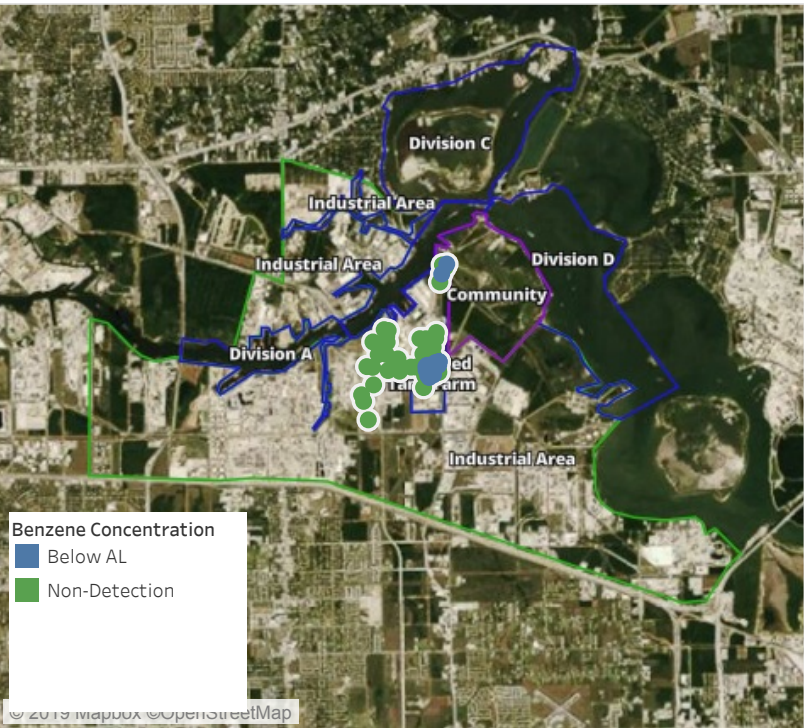 Division C
Industrial Area
Industrial Area
Division D
Community
Division A
Farm
Industrial Area
Benzene Concentration
Below AL
Non-Detection
© 2019 Mapbox ©OpenStreetMap